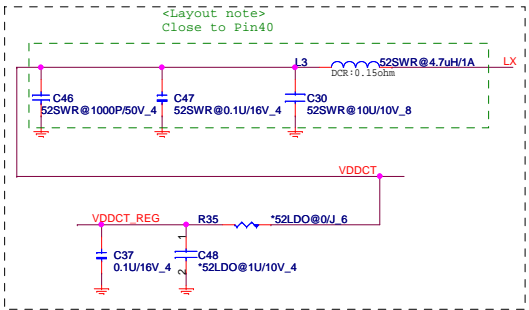 <Layout note>
Close to Pin40
L3
52SWR@4.7uH/1A
LX
DCR:0.15ohm
C46
52SWR@1000P/50V_4
C47
52SWR@0.1U/16V_4
C30
52SWR@10U/10V_8
VDDCT
VDDCT_REG
R35
*52LDO@0/J_6
1
2
C37
0.1U/16V_4
C48
*52LDO@1U/10V_4